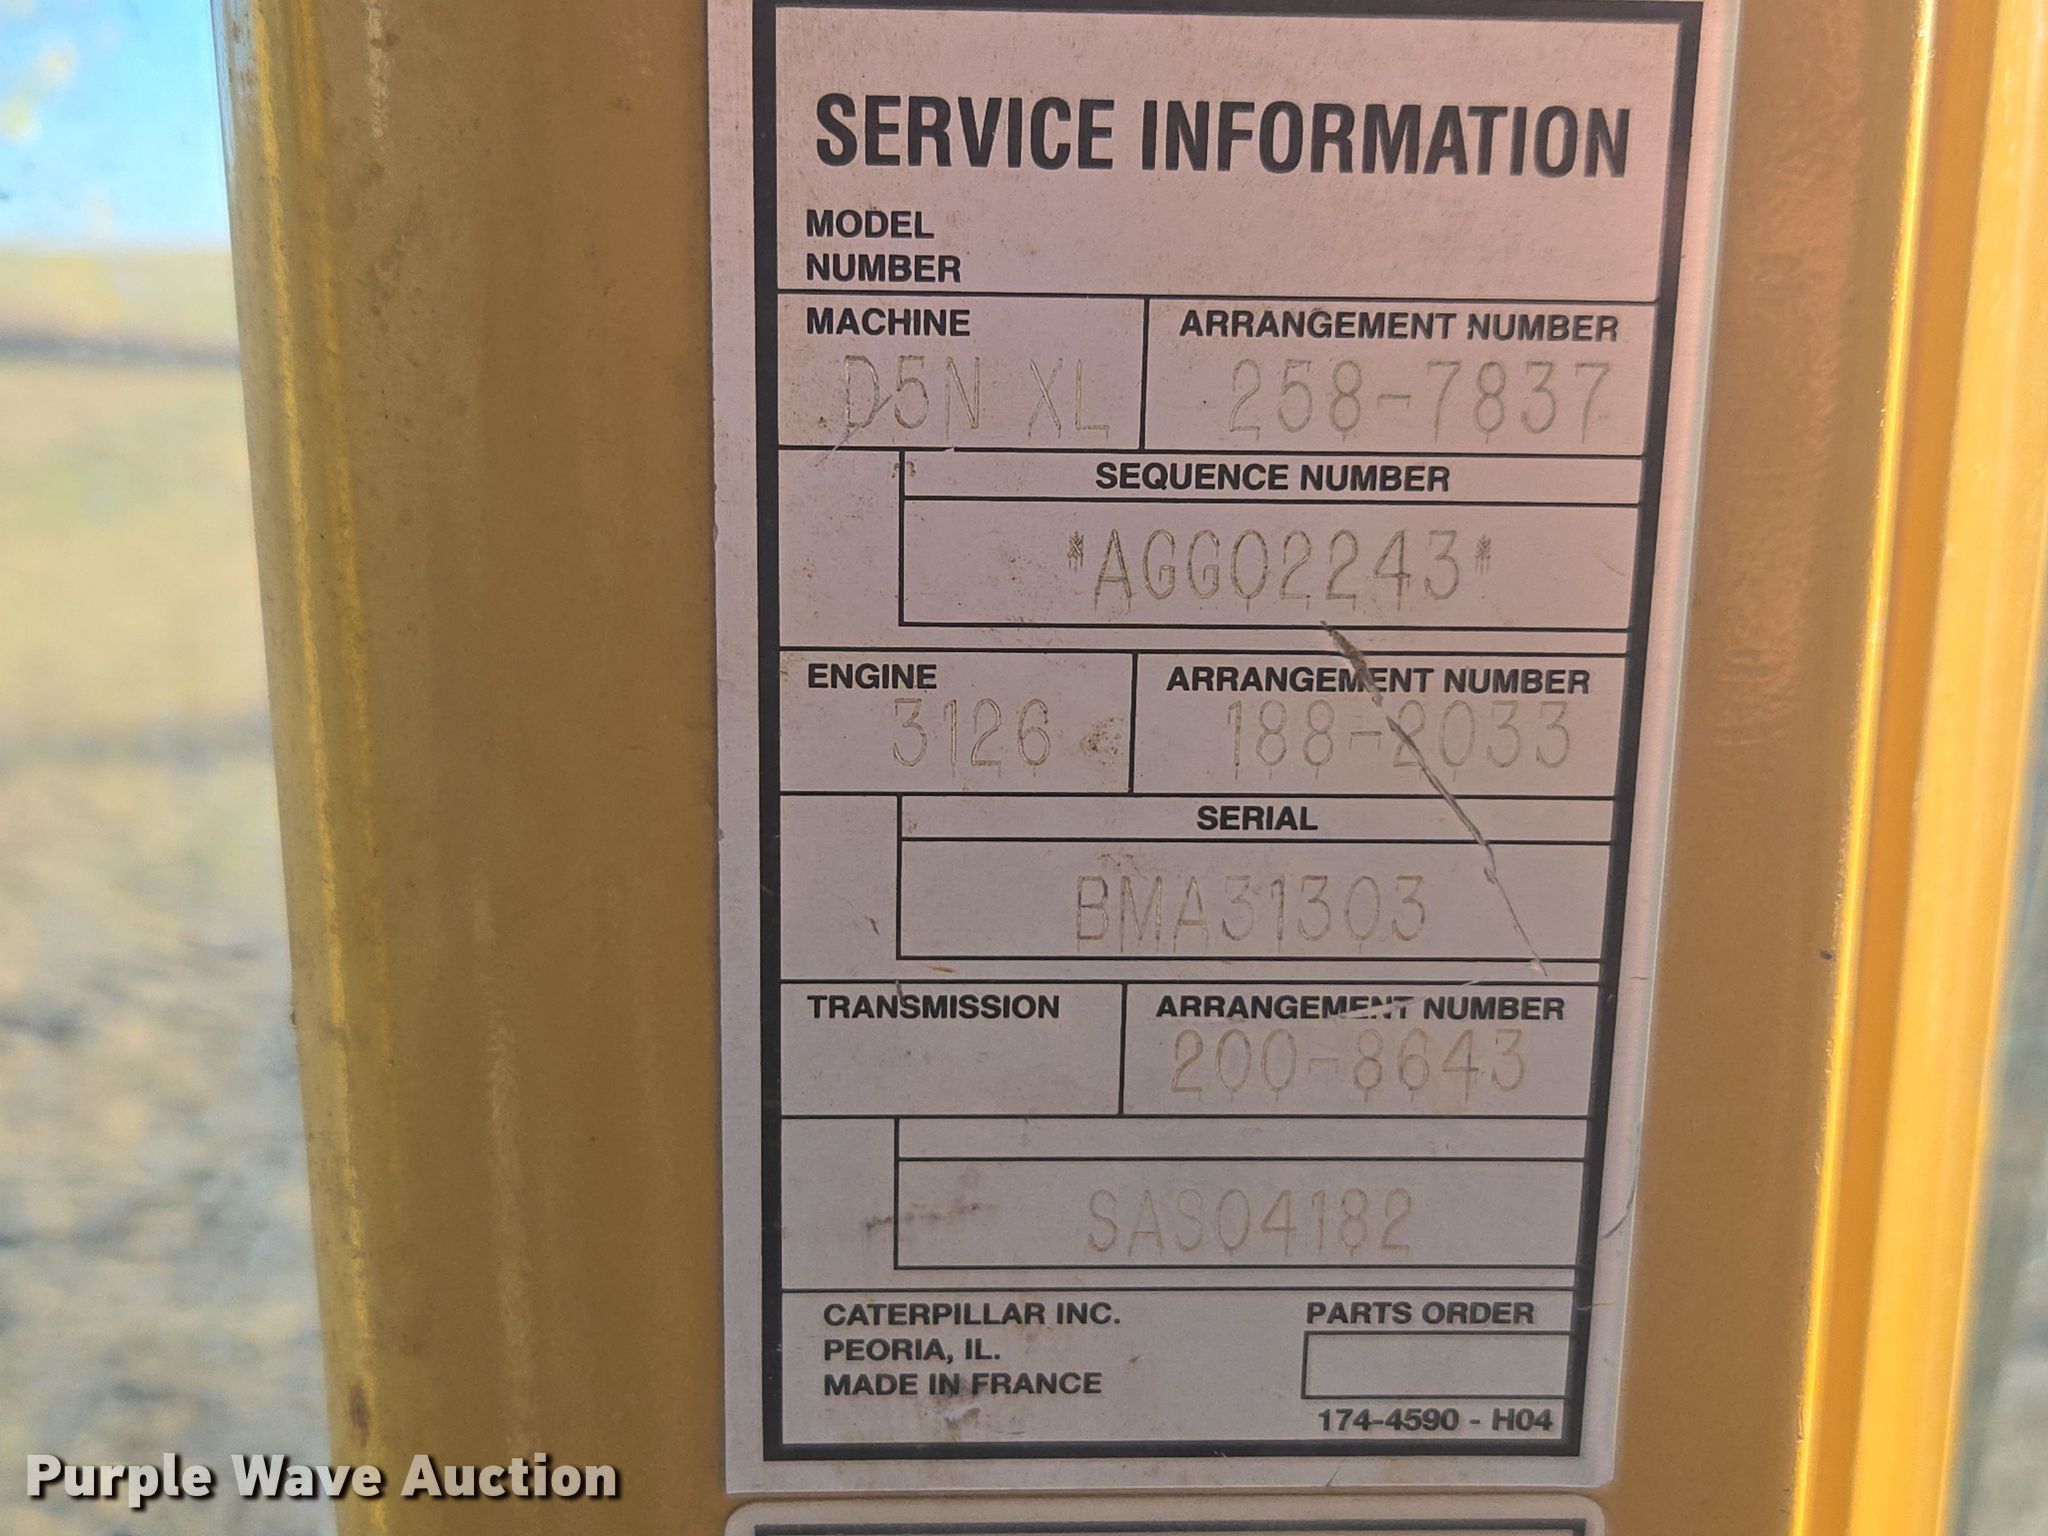 SERVICE INFORMATION
MODEL
NUMBER
MACHINE
ARRANGEMENT NUMBER
D5N XL
258-7837
SEQUENCE NUMBER
*AGG02243*
ENGINE
ARRANGEMENT NUMBER
3126
188-2033
SERIAL
BMA31303
TRANSMISSION
ARRANGEMENT NUMBER
200-8643
SAS04182
CATERPILLAR INC.
PARTS ORDER
PEORIA, IL.
MADE IN FRANCE
174-4590 - H04
Purple Wave Auction